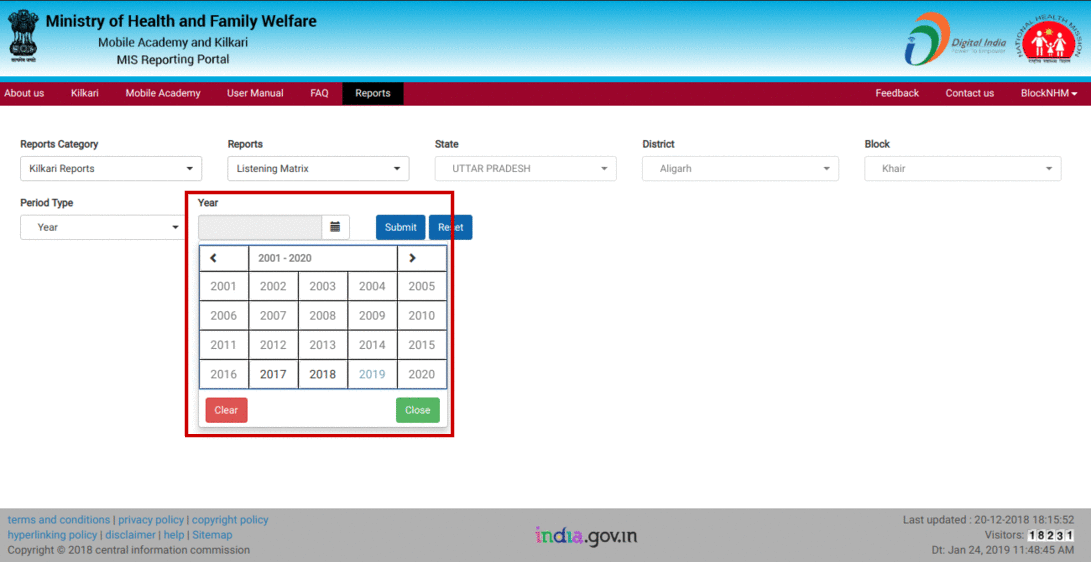 Ministry of Health and Family Welfare
Mobile Academy and Kilkari
MIS Reporting Portal
सत्यमेव जयते
Digital India
Power To Empower
NATIONAL HEALTH MISSION
About us Kilkari Mobile Academy User Manual FAQ Reports Feedback Contact us BlockNHM
Reports Category Reports State District Block
Kilkari Reports Listening Matrix UTTAR PRADESH Aligarh Khair
Period Type Year
Year Submit Reset
2001 - 2020
2001 2002 2003 2004 2005
2006 2007 2008 2009 2010
2011 2012 2013 2014 2015
2016 2017 2018 2019 2020
Clear Close
terms and conditions | privacy policy | copyright policy
hyperlinking policy | disclaimer | help | Sitemap
Copyright © 2018 central information commission
india.gov.in
Last updated : 20-12-2018 18:15:52
Visitors: 18231
Dt: Jan 24, 2019 11:48:45 AM